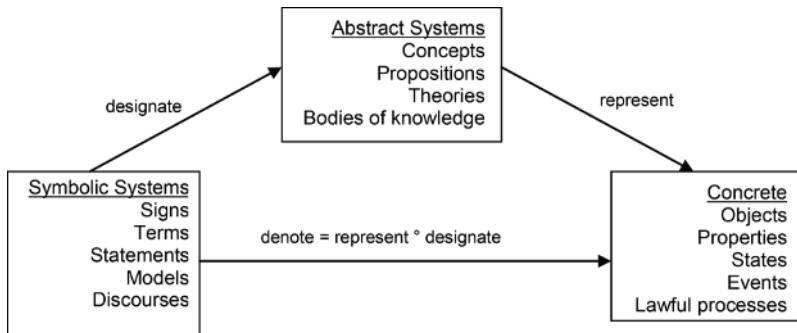 Abstract Systems
Concepts
Propositions
Theories
Bodies of knowledge
designate
represent
Symbolic Systems
Signs
Terms
Statements
Models
Discourses
denote = represent ° designate
Concrete
Objects
Properties
States
Events
Lawful processes